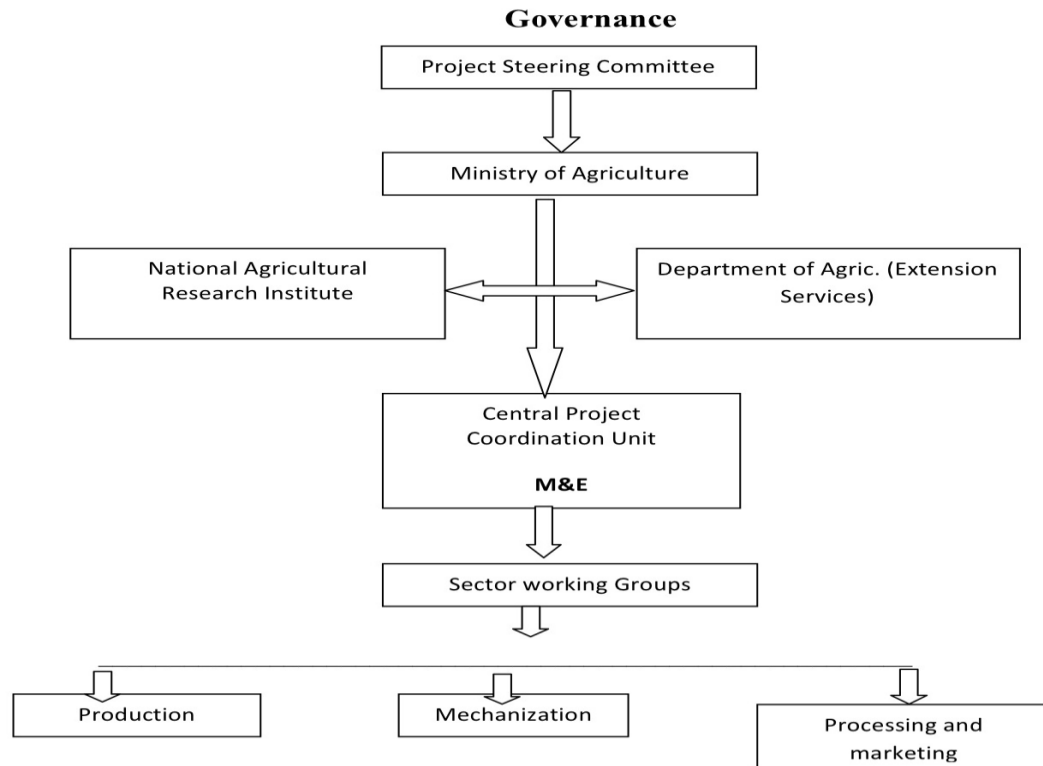 Governance
Project Steering Committee
Ministry of Agriculture
National Agricultural
Research Institute
Department of Agric. (Extension
Services)
Central Project
Coordination Unit
M&E
Sector working Groups
Production
Mechanization
Processing and
marketing